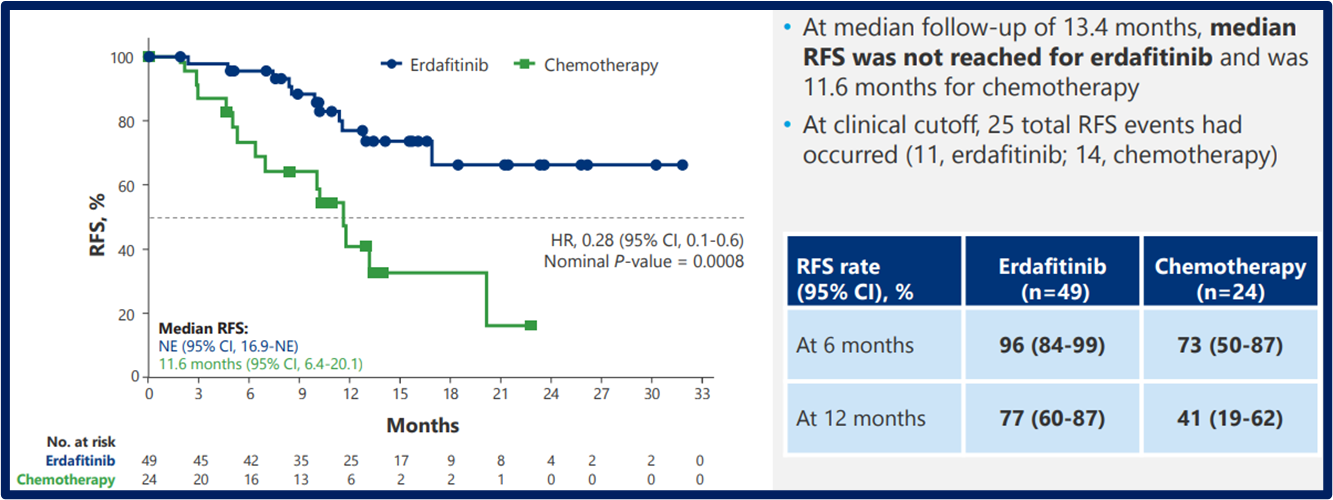 100
80
60
40
20
0
RFS, %
Erdafitinib
Chemotherapy
HR, 0.28 (95% CI, 0.1-0.6)
Nominal P-value = 0.0008
Median RFS:
NE (95% CI, 16.9-NE)
11.6 months (95% CI, 6.4-20.1)
0 3 6 9 12 15 18 21 24 27 30 33
Months
No. at risk
Erdafitinib 49 45 42 35 25 17 9 8 4 2 2 0
Chemotherapy 24 20 16 13 6 2 2 1 0 0 0 0
• At median follow-up of 13.4 months, median
RFS was not reached for erdafitinib and was
11.6 months for chemotherapy
• At clinical cutoff, 25 total RFS events had
occurred (11, erdafitinib; 14, chemotherapy)
RFS rate
(95% CI), %
Erdafitinib
(n=49)
Chemotherapy
(n=24)
At 6 months 96 (84-99) 73 (50-87)
At 12 months 77 (60-87) 41 (19-62)